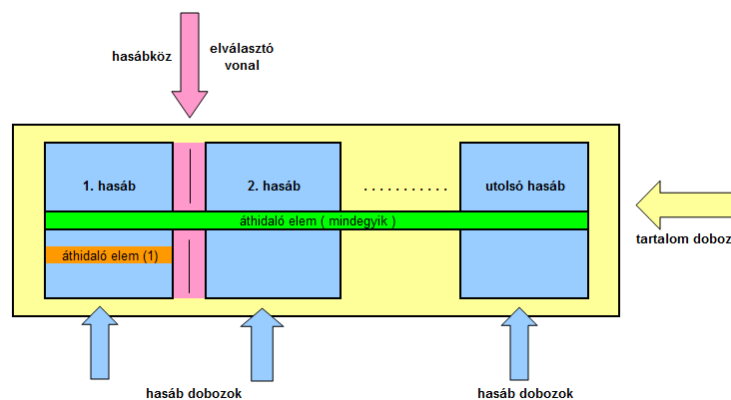 hasábköz
elválasztó
vonal
1. hasáb
2. hasáb
...........
utolsó hasáb
áthidaló elem ( mindegyik )
tartalom doboz
áthidaló elem (1)
hasáb dobozok
hasáb dobozok